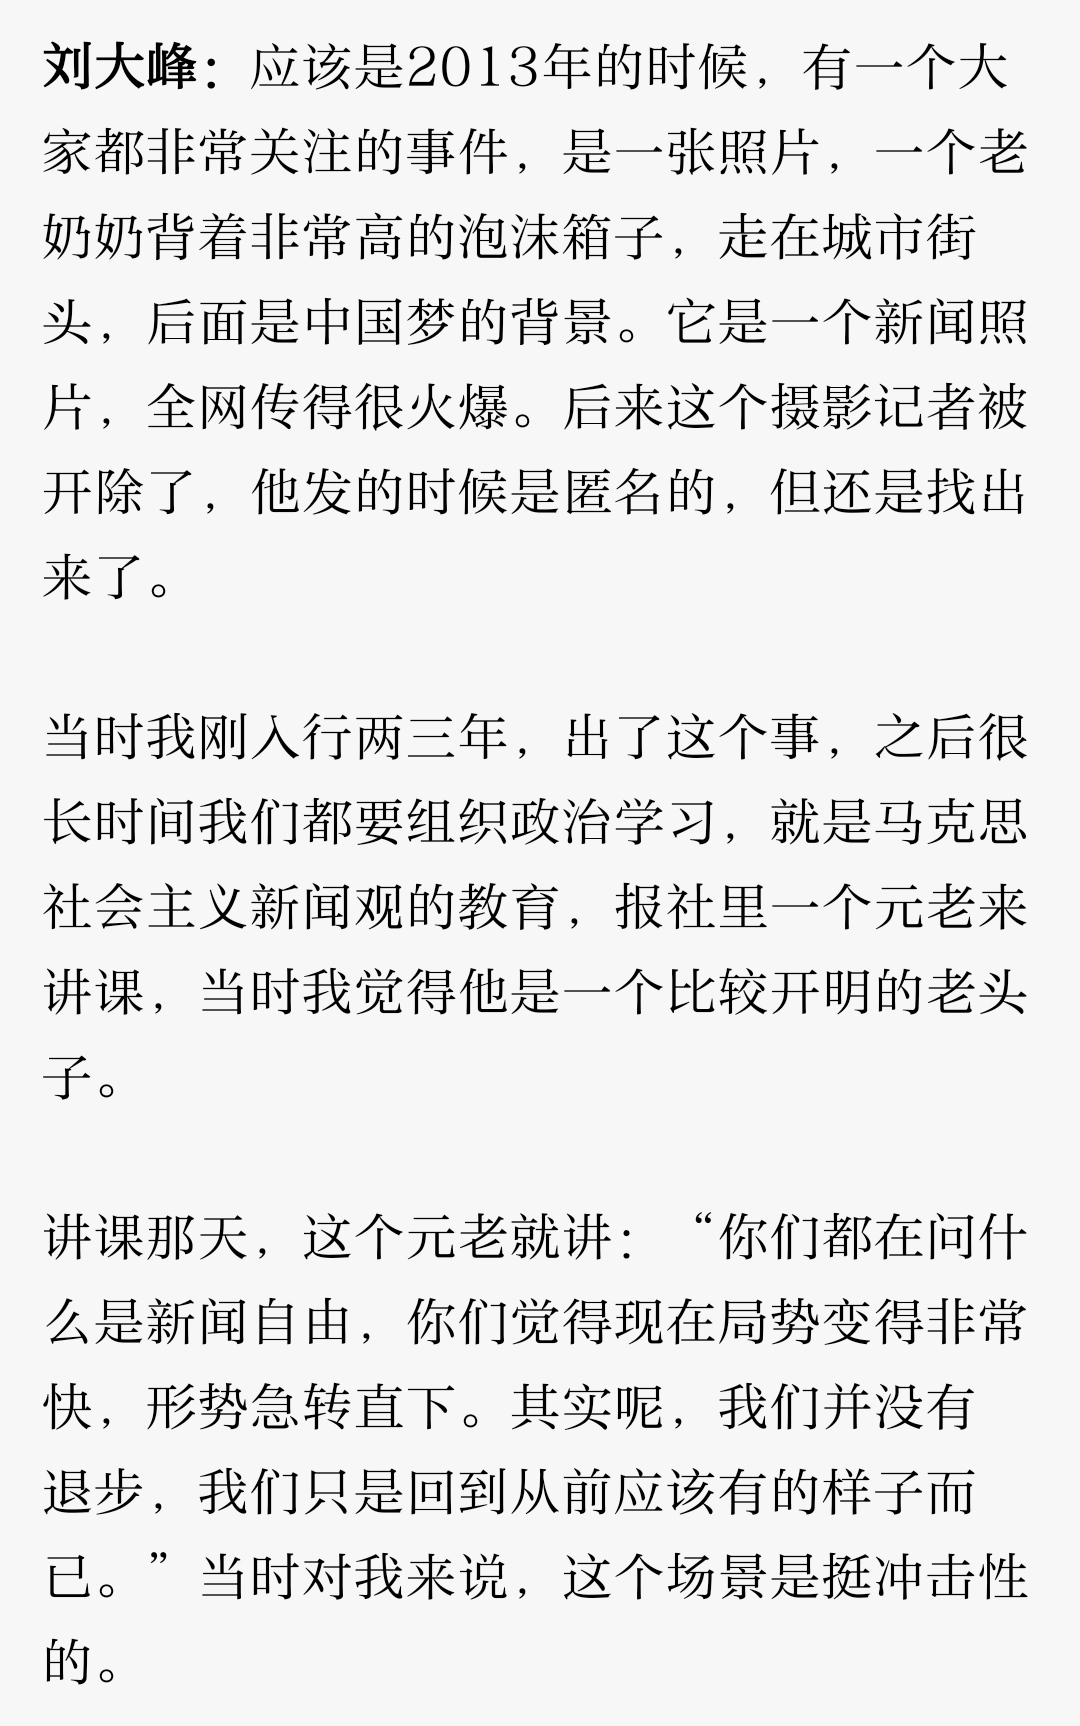 刘大峰：应该是2013年的时候，有一个大
家都非常关注的事件，是一张照片，一个老
奶奶背着非常高的泡沫箱子，走在城市街
头，后面是中国梦的背景。它是一个新闻照
片，全网传得很火爆。后来这个摄影记者被
开除了，他发的时候是匿名的，但还是找出
来了。
当时我刚入行两三年，出了这个事，之后很
长时间我们都要组织政治学习，就是马克思
社会主义新闻观的教育，报社里一个元老来
讲课，当时我觉得他是一个比较开明的老头
子。
讲课那天，这个元老就讲：“你们都在问什
么是新闻自由，你们觉得现在局势变得非常
快，形势急转直下。其实呢，我们并没有
退步，我们只是回到从前应该有的样子而
已。”当时对我来说，这个场景是挺冲击性
的。